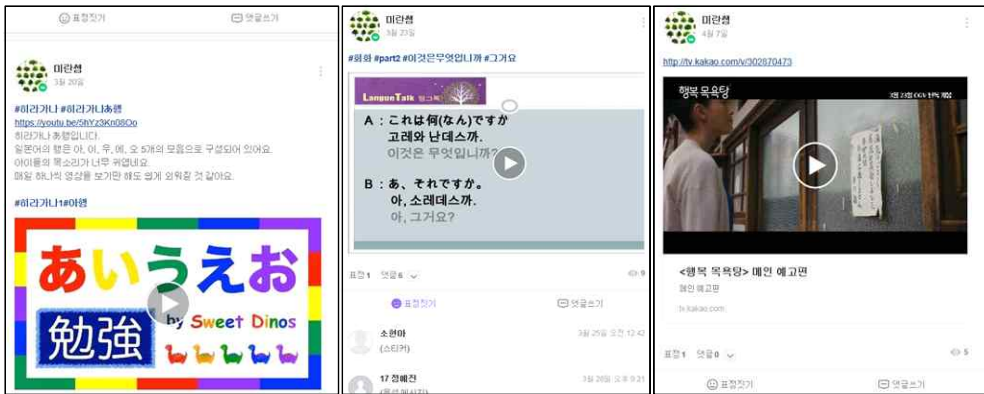 표정짓기 댓글쓰기
미란쌤
3월 20일
#히라가나 #히라가나あ행
https://youtu.be/5hYz3Kn08Oo
히라가나 あ행입니다.
일본어의 행은 아, 이, 우, 에, 오 5개의 모음으로 구성되어 있어요.
아이들의 목소리가 너무 귀엽네요.
매일 하나씩 영상을 보기만 해도 쉽게 외워질 것 같아요.
#히라가나1#아행
あいうえお
勉強
by Sweet Dinos
미란쌤
3월 23일
#회화 #part2 #이것은무엇입니까 #그거요
LangueTalk 랑그톡
A : これは何(なん)ですか
고레와 난데스까.
이것은 무엇입니까?
B : あ、それですか。
아, 소레데스까.
아, 그거요?
표정 1 댓글 6
9
표정짓기 댓글쓰기
소현마
3월 25일 오전 12:42
(스티커)
17 정혜진
3월 26일 오후 9:21
미란쌤
4월 7일
http://tv.kakao.com/v/302870473
행복 목욕탕
<행복 목욕탕> 메인 예고편
메인 예고편
tv.kakao.com
표정 1 댓글 0
5
표정짓기 댓글쓰기